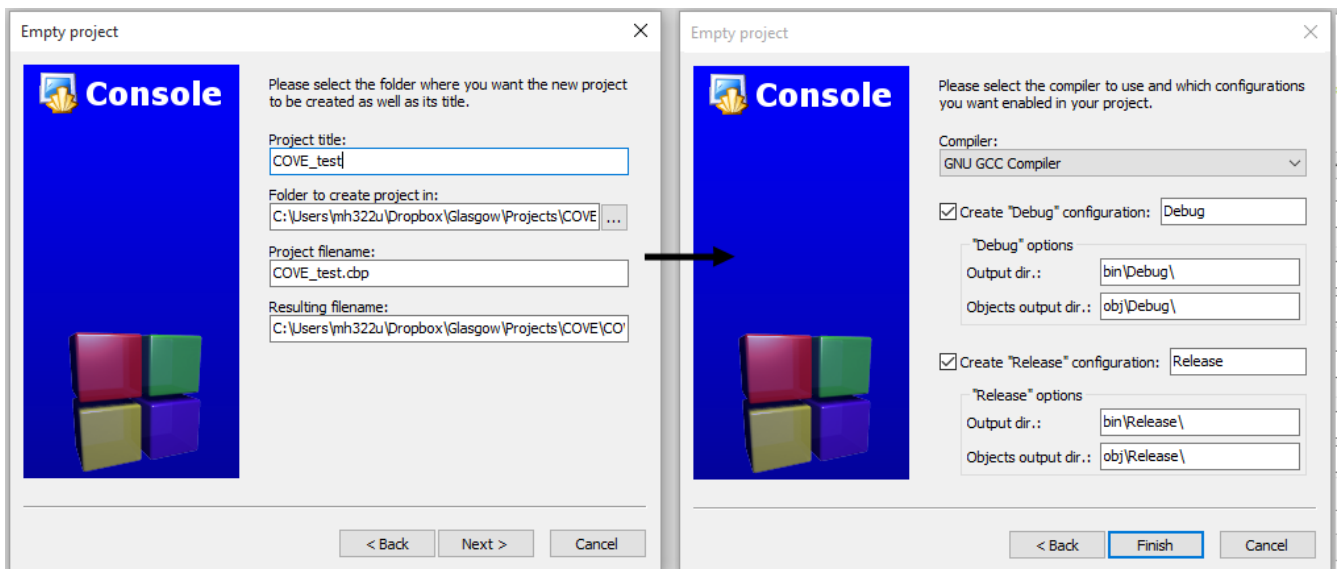 Empty project
Console
Please select the folder where you want the new project
to be created as well as its title.
Project title:
COVE_test
Folder to create project in:
C:\Users\mh322u\Dropbox\Glasgow\Projects\COVE
...
Project filename:
COVE_test.cbp
Resulting filename:
C:\Users\mh322u\Dropbox\Glasgow\Projects\COVE\CO'
< Back Next > Cancel
Empty project
Console
Please select the compiler to use and which configurations
you want enabled in your project.
Compiler:
GNU GCC Compiler
Create "Debug" configuration: Debug
"Debug" options
Output dir.: bin\Debug\
Objects output dir.: obj\Debug\
Create "Release" configuration: Release
"Release" options
Output dir.: bin\Release\
Objects output dir.: obj\Release\
< Back Finish Cancel